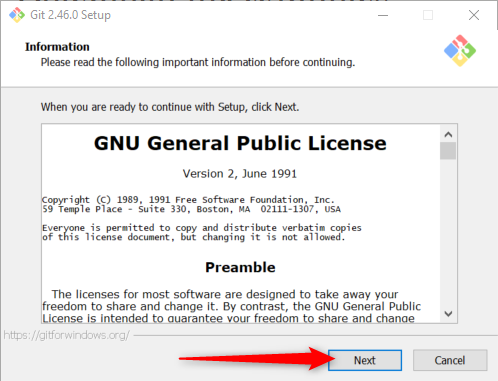 Git 2.46.0 Setup
Information
Please read the following important information before continuing.
When you are ready to continue with Setup, click Next.
GNU General Public License
Version 2, June 1991
Copyright (C) 1989, 1991 Free Software Foundation, Inc.
59 Temple Place - Suite 330, Boston, MA  02111-1307, USA
Everyone is permitted to copy and distribute verbatim copies
of this license document, but changing it is not allowed.
Preamble
The licenses for most software are designed to take away your
freedom to share and change it. By contrast, the GNU General Public
License is intended to guarantee your freedom to share and change
https://gitforwindows.org/
Next
Cancel